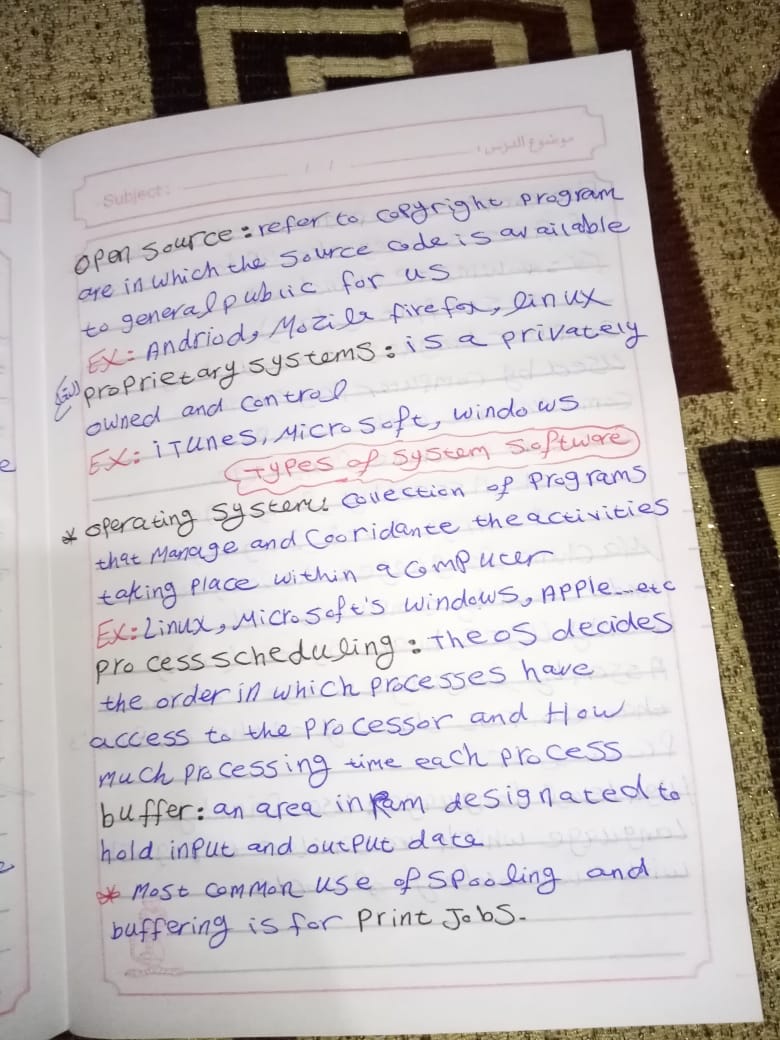 موضوع الدرس :
Subject : / /
open source : refer to copyright program
are in which the source code is available
to general public for us
EX: Andriod, Mozila firefox, linux
proprietary systems : is a privately
owned and control
EX: iTunes, Microsoft, windows
Types of system software
* operating system: collection of programs
that Manage and Cooridante the activities
taking place within a computer
EX: Linux, Microsoft's windows, Apple...etc
process scheduling : the os decides
the order in which processes have
access to the processor and How
much processing time each process
buffer: an area in Ram designated to
hold input and output data
* Most common use of spooling and
buffering is for print Jobs.